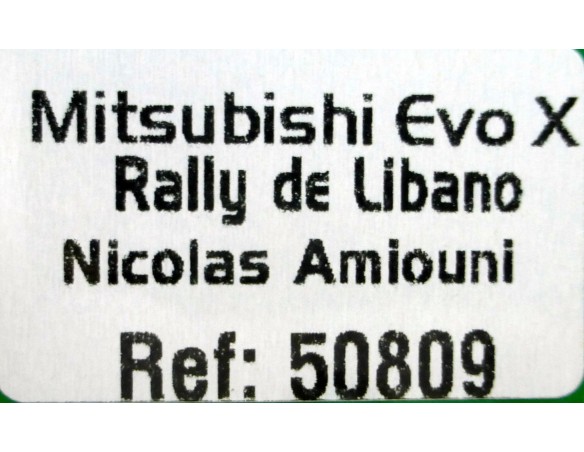 Mitsubishi Evo X
Rally de Libano
Nicolas Amiouni
Ref: 50809